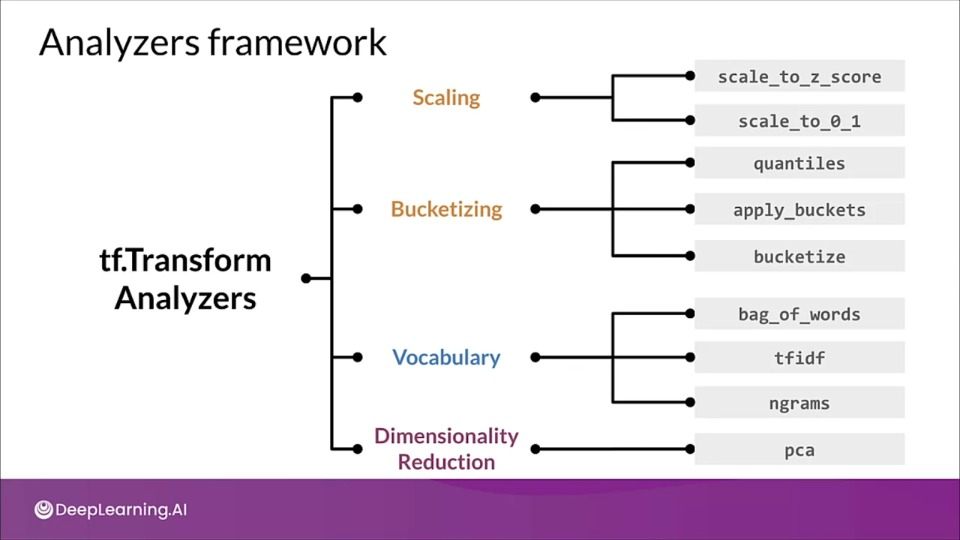 Analyzers framework
tf.Transform
Analyzers
Scaling
scale_to_z_score
scale_to_0_1
Bucketizing
quantiles
apply_buckets
bucketize
Vocabulary
bag_of_words
tfidf
ngrams
Dimensionality
Reduction
pca
DeepLearning.AI